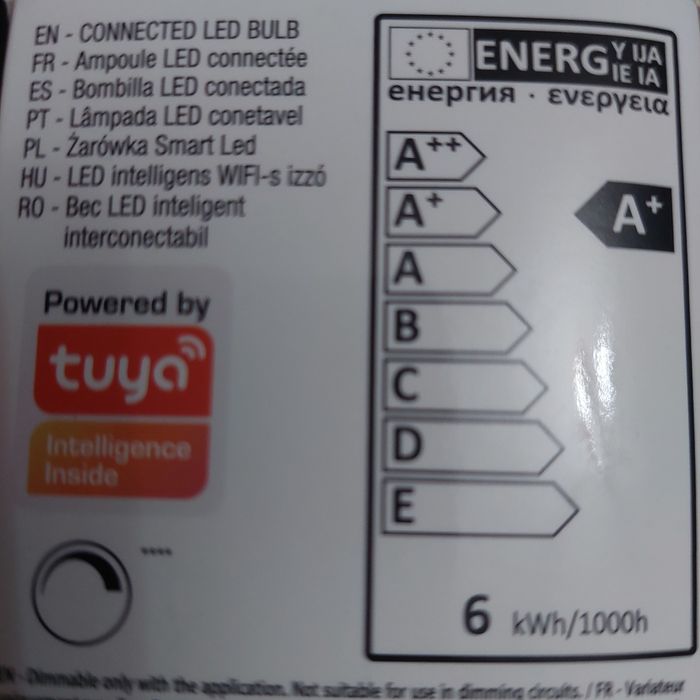 EN - CONNECTED LED BULB
FR - Ampoule LED connectée
ES - Bombilla LED conectada
PT - Lâmpada LED conetavel
PL - Żarówka Smart Led
HU - LED intelligens WIFI-s izzó
RO - Bec LED inteligent
interconectabil
Powered by
tuya
Intelligence
Inside
****
ENERG Y IJA
IE IA
енергия · ενεργεια
A++
A+
A+
A
B
C
D
E
6 kWh/1000h
EN - Dimmable only with the application. Not suitable for use in dimming circuits. / FR - Variateur